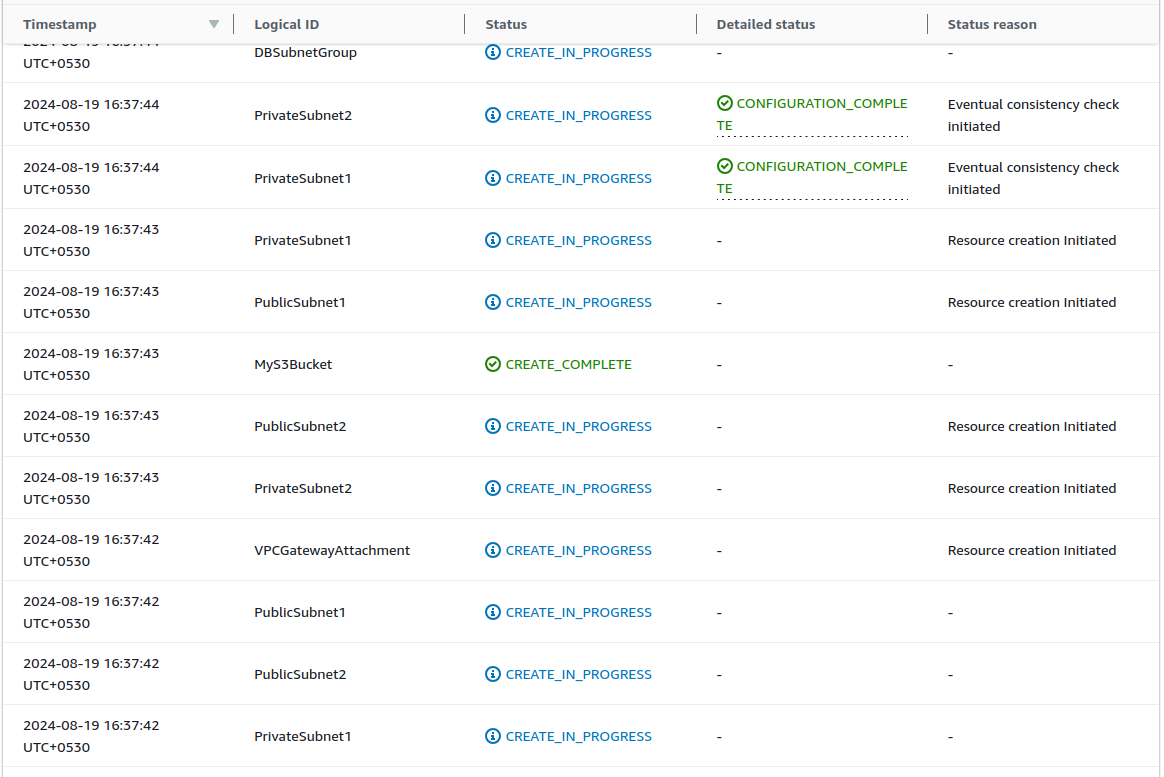 Timestamp Logical ID Status Detailed status Status reason
DBSubnetGroup CREATE_IN_PROGRESS - -
UTC+0530
2024-08-19 16:37:44 CONFIGURATION_COMPLE Eventual consistency check
PrivateSubnet2 CREATE_IN_PROGRESS
UTC+0530 TE initiated
2024-08-19 16:37:44 CONFIGURATION_COMPLE Eventual consistency check
PrivateSubnet1 CREATE_IN_PROGRESS
UTC+0530 TE initiated
2024-08-19 16:37:43
PrivateSubnet1 CREATE_IN_PROGRESS - Resource creation Initiated
UTC+0530
2024-08-19 16:37:43
PublicSubnet1 CREATE_IN_PROGRESS - Resource creation Initiated
UTC+0530
2024-08-19 16:37:43
MyS3Bucket CREATE_COMPLETE - -
UTC+0530
2024-08-19 16:37:43
PublicSubnet2 CREATE_IN_PROGRESS - Resource creation Initiated
UTC+0530
2024-08-19 16:37:43
PrivateSubnet2 CREATE_IN_PROGRESS - Resource creation Initiated
UTC+0530
2024-08-19 16:37:42
VPCGatewayAttachment CREATE_IN_PROGRESS - Resource creation Initiated
UTC+0530
2024-08-19 16:37:42
PublicSubnet1 CREATE_IN_PROGRESS - -
UTC+0530
2024-08-19 16:37:42
PublicSubnet2 CREATE_IN_PROGRESS - -
UTC+0530
2024-08-19 16:37:42
PrivateSubnet1 CREATE_IN_PROGRESS - -
UTC+0530